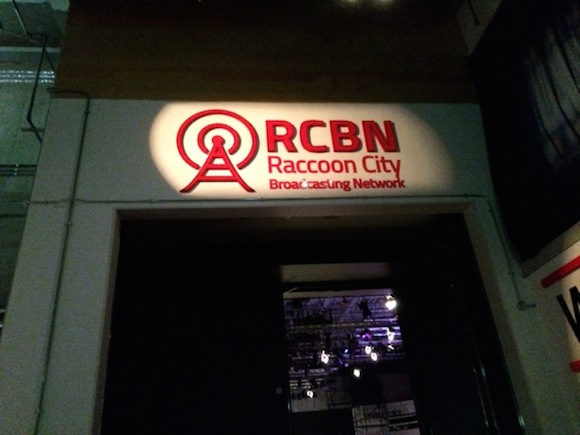 RCBN
Raccoon City
Broadcasting Network
W